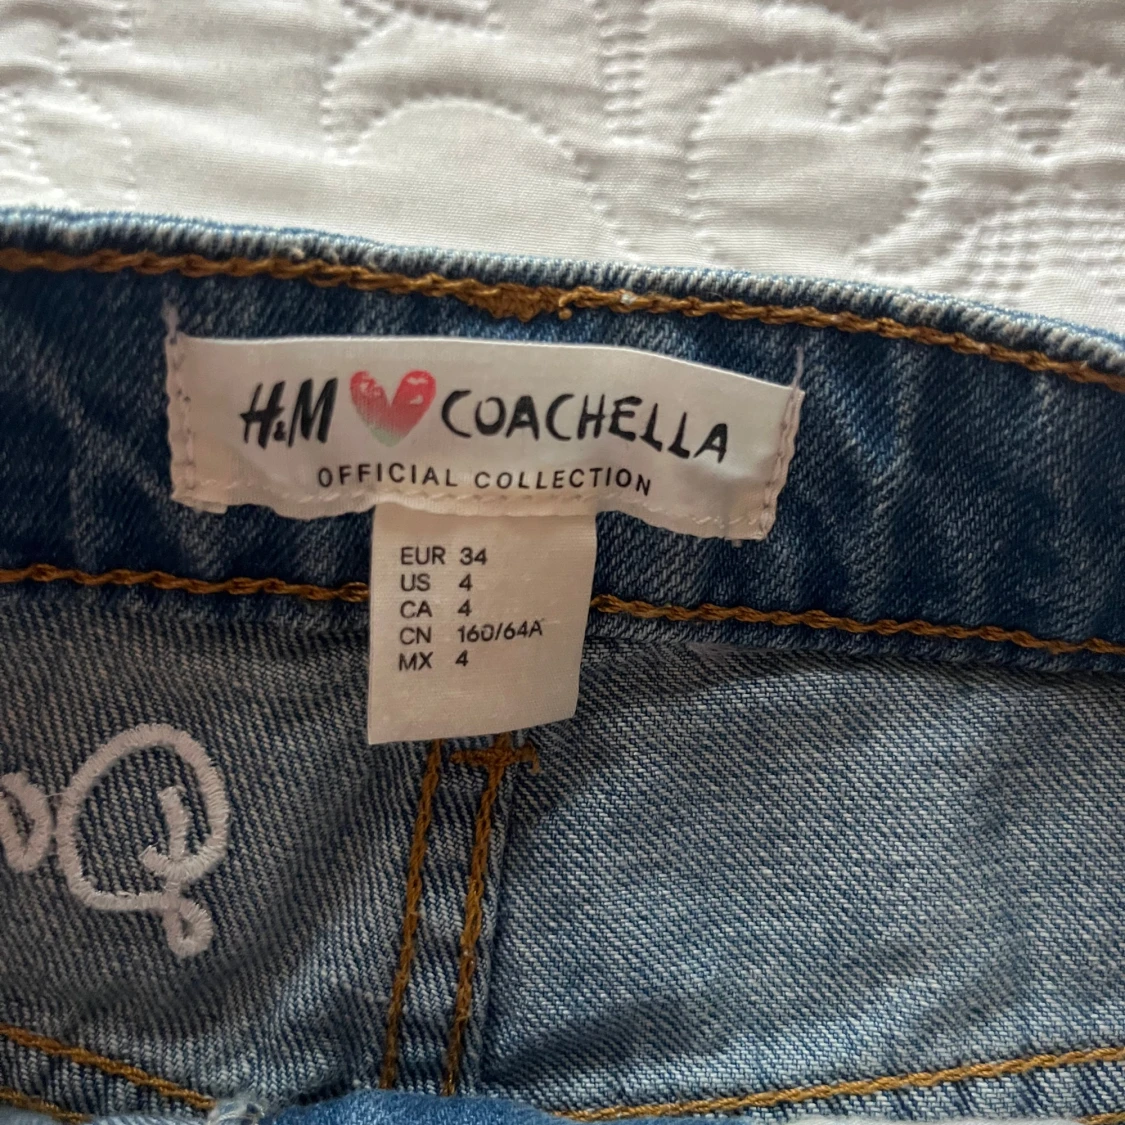 H&M COACHELLA
OFFICIAL COLLECTION
EUR 34
US 4
CA 4
CN 160/64A
MX 4